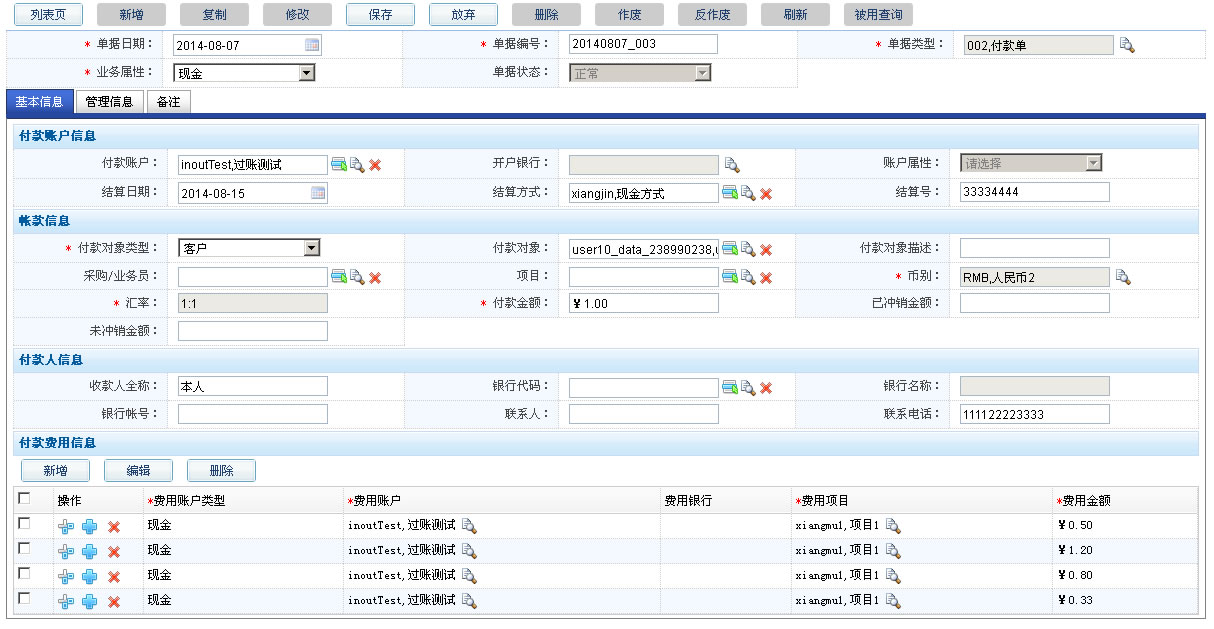 列表页 新增 复制 修改 保存 放弃 删除 作废 反作废 刷新 被用查询
* 单据日期： 2014-08-07 * 单据编号： 20140807_003 * 单据类型： 002,付款单
* 业务属性： 现金 单据状态： 正常
基本信息 管理信息 备注
付款账户信息
付款账户： inoutTest,过账测试 开户银行： 账户属性： 请选择
结算日期： 2014-08-15 结算方式： xiangjin,现金方式 结算号： 33334444
帐款信息
* 付款对象类型： 客户 付款对象： user10_data_238990238, 付款对象描述：
采购/业务员： 项目： * 币别： RMB,人民币2
* 汇率： 1:1 * 付款金额： ¥ 1.00 已冲销金额：
未冲销金额：
付款人信息
收款人全称： 本人 银行代码： 银行名称：
银行帐号： 联系人： 联系电话： 111122223333
付款费用信息
新增 编辑 删除
操作 *费用账户类型 *费用账户 费用银行 *费用项目 *费用金额
现金 inoutTest,过账测试 xiangmu1,项目1 ¥ 0.50
现金 inoutTest,过账测试 xiangmu1,项目1 ¥ 1.20
现金 inoutTest,过账测试 xiangmu1,项目1 ¥ 0.80
现金 inoutTest,过账测试 xiangmu1,项目1 ¥ 0.33